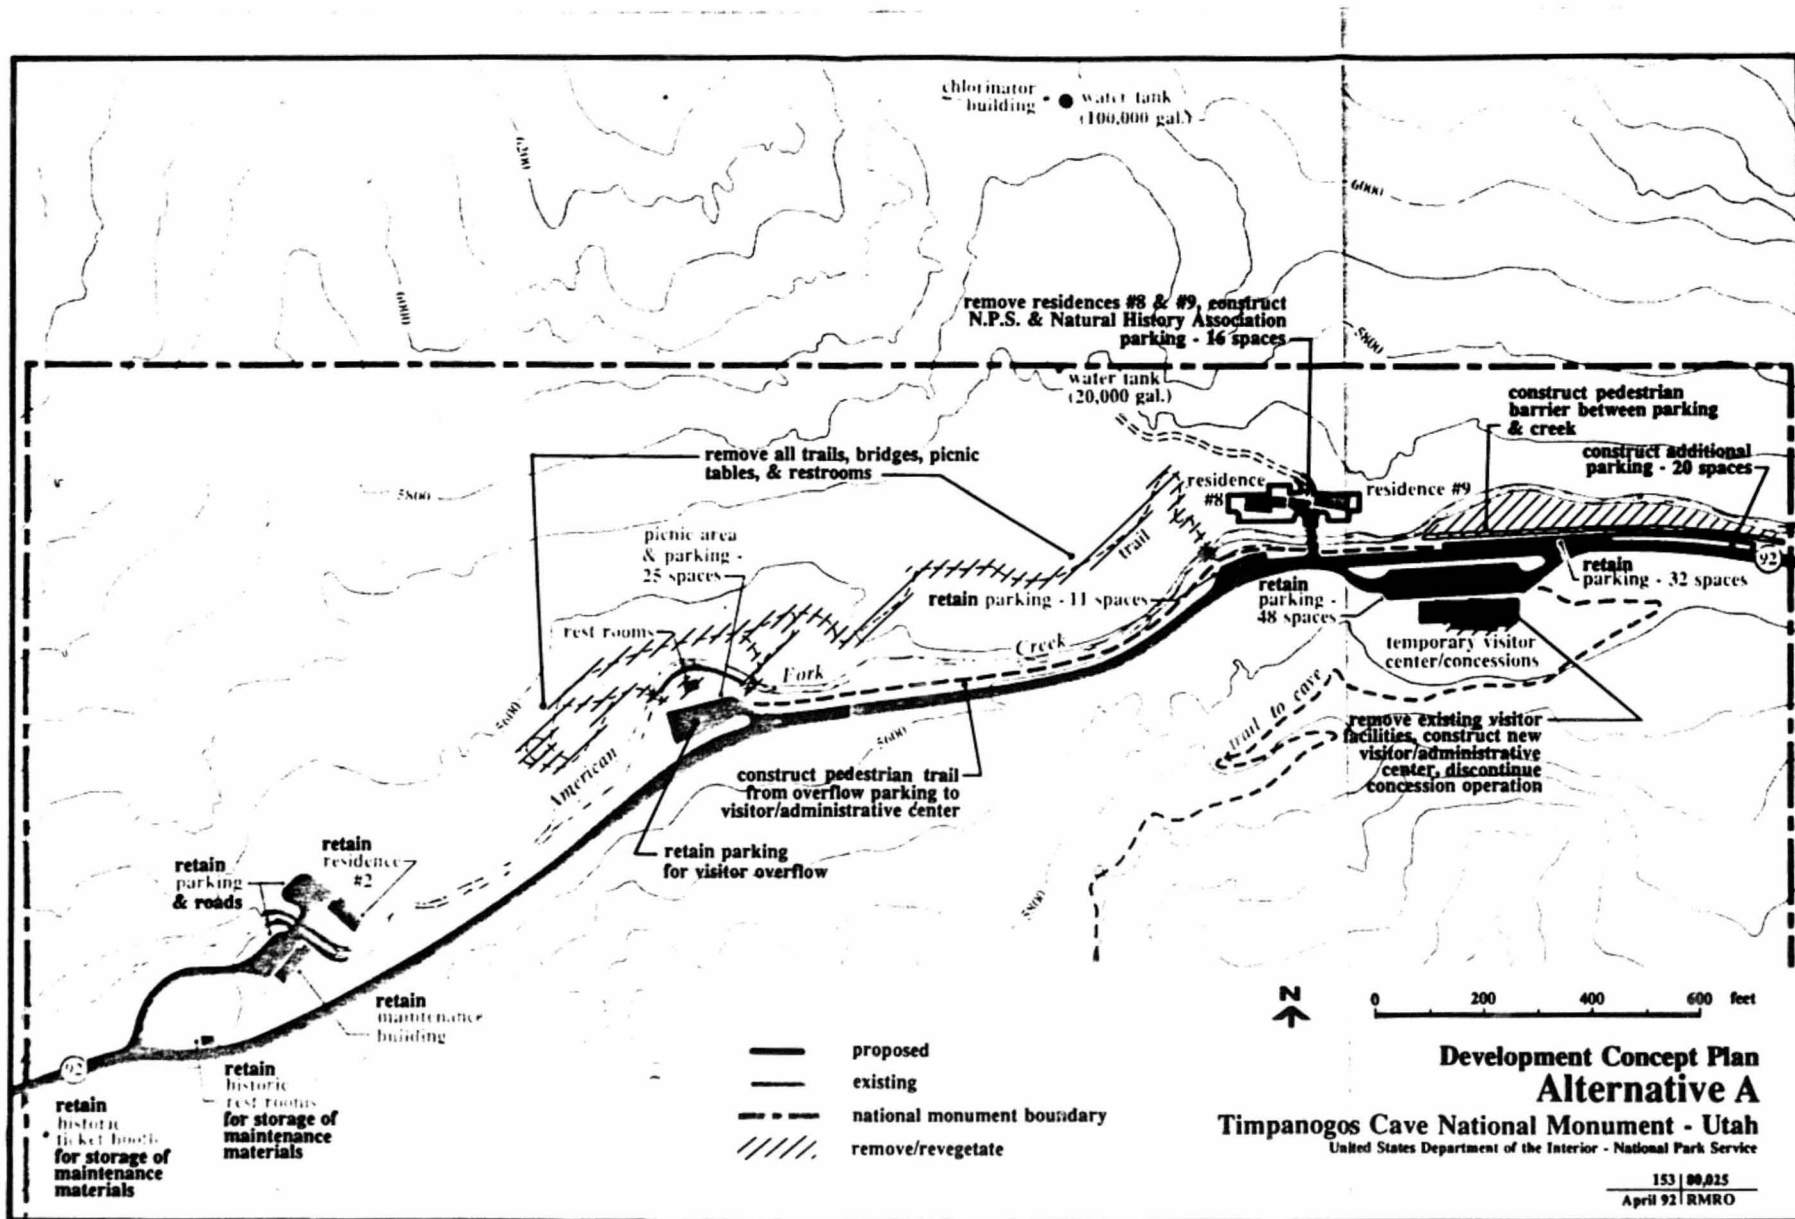 chlorinator
building
water tank
(100,000 gal.)
6200
6000
6000
5800
remove residences #8 & #9, construct
N.P.S. & Natural History Association
parking - 16 spaces
water tank
(20,000 gal.)
construct pedestrian
barrier between parking
& creek
construct additional
parking - 20 spaces
remove all trails, bridges, picnic
tables, & restrooms
residence
#8
residence #9
5800
picnic area
& parking -
25 spaces
trail
92
retain
parking - 32 spaces
retain parking - 11 spaces
retain
parking -
48 spaces
rest rooms
Creek
Fork
temporary visitor
center/concessions
trail to cave
5600
5600
American
remove existing visitor
facilities, construct new
visitor/administrative
center, discontinue
concession operation
construct pedestrian trail
from overflow parking to
visitor/administrative center
retain parking
for visitor overflow
retain
residence
#2
retain
parking
& roads
5800
retain
maintenance
building
N
0 200 400 600 feet
92
retain
historic
rest rooms
for storage of
maintenance
materials
retain
historic
ticket booth
for storage of
maintenance
materials
proposed
existing
national monument boundary
remove/revegetate
Development Concept Plan
Alternative A
Timpanogos Cave National Monument - Utah
United States Department of the Interior - National Park Service
153 | 80,025
April 92 | RMRO